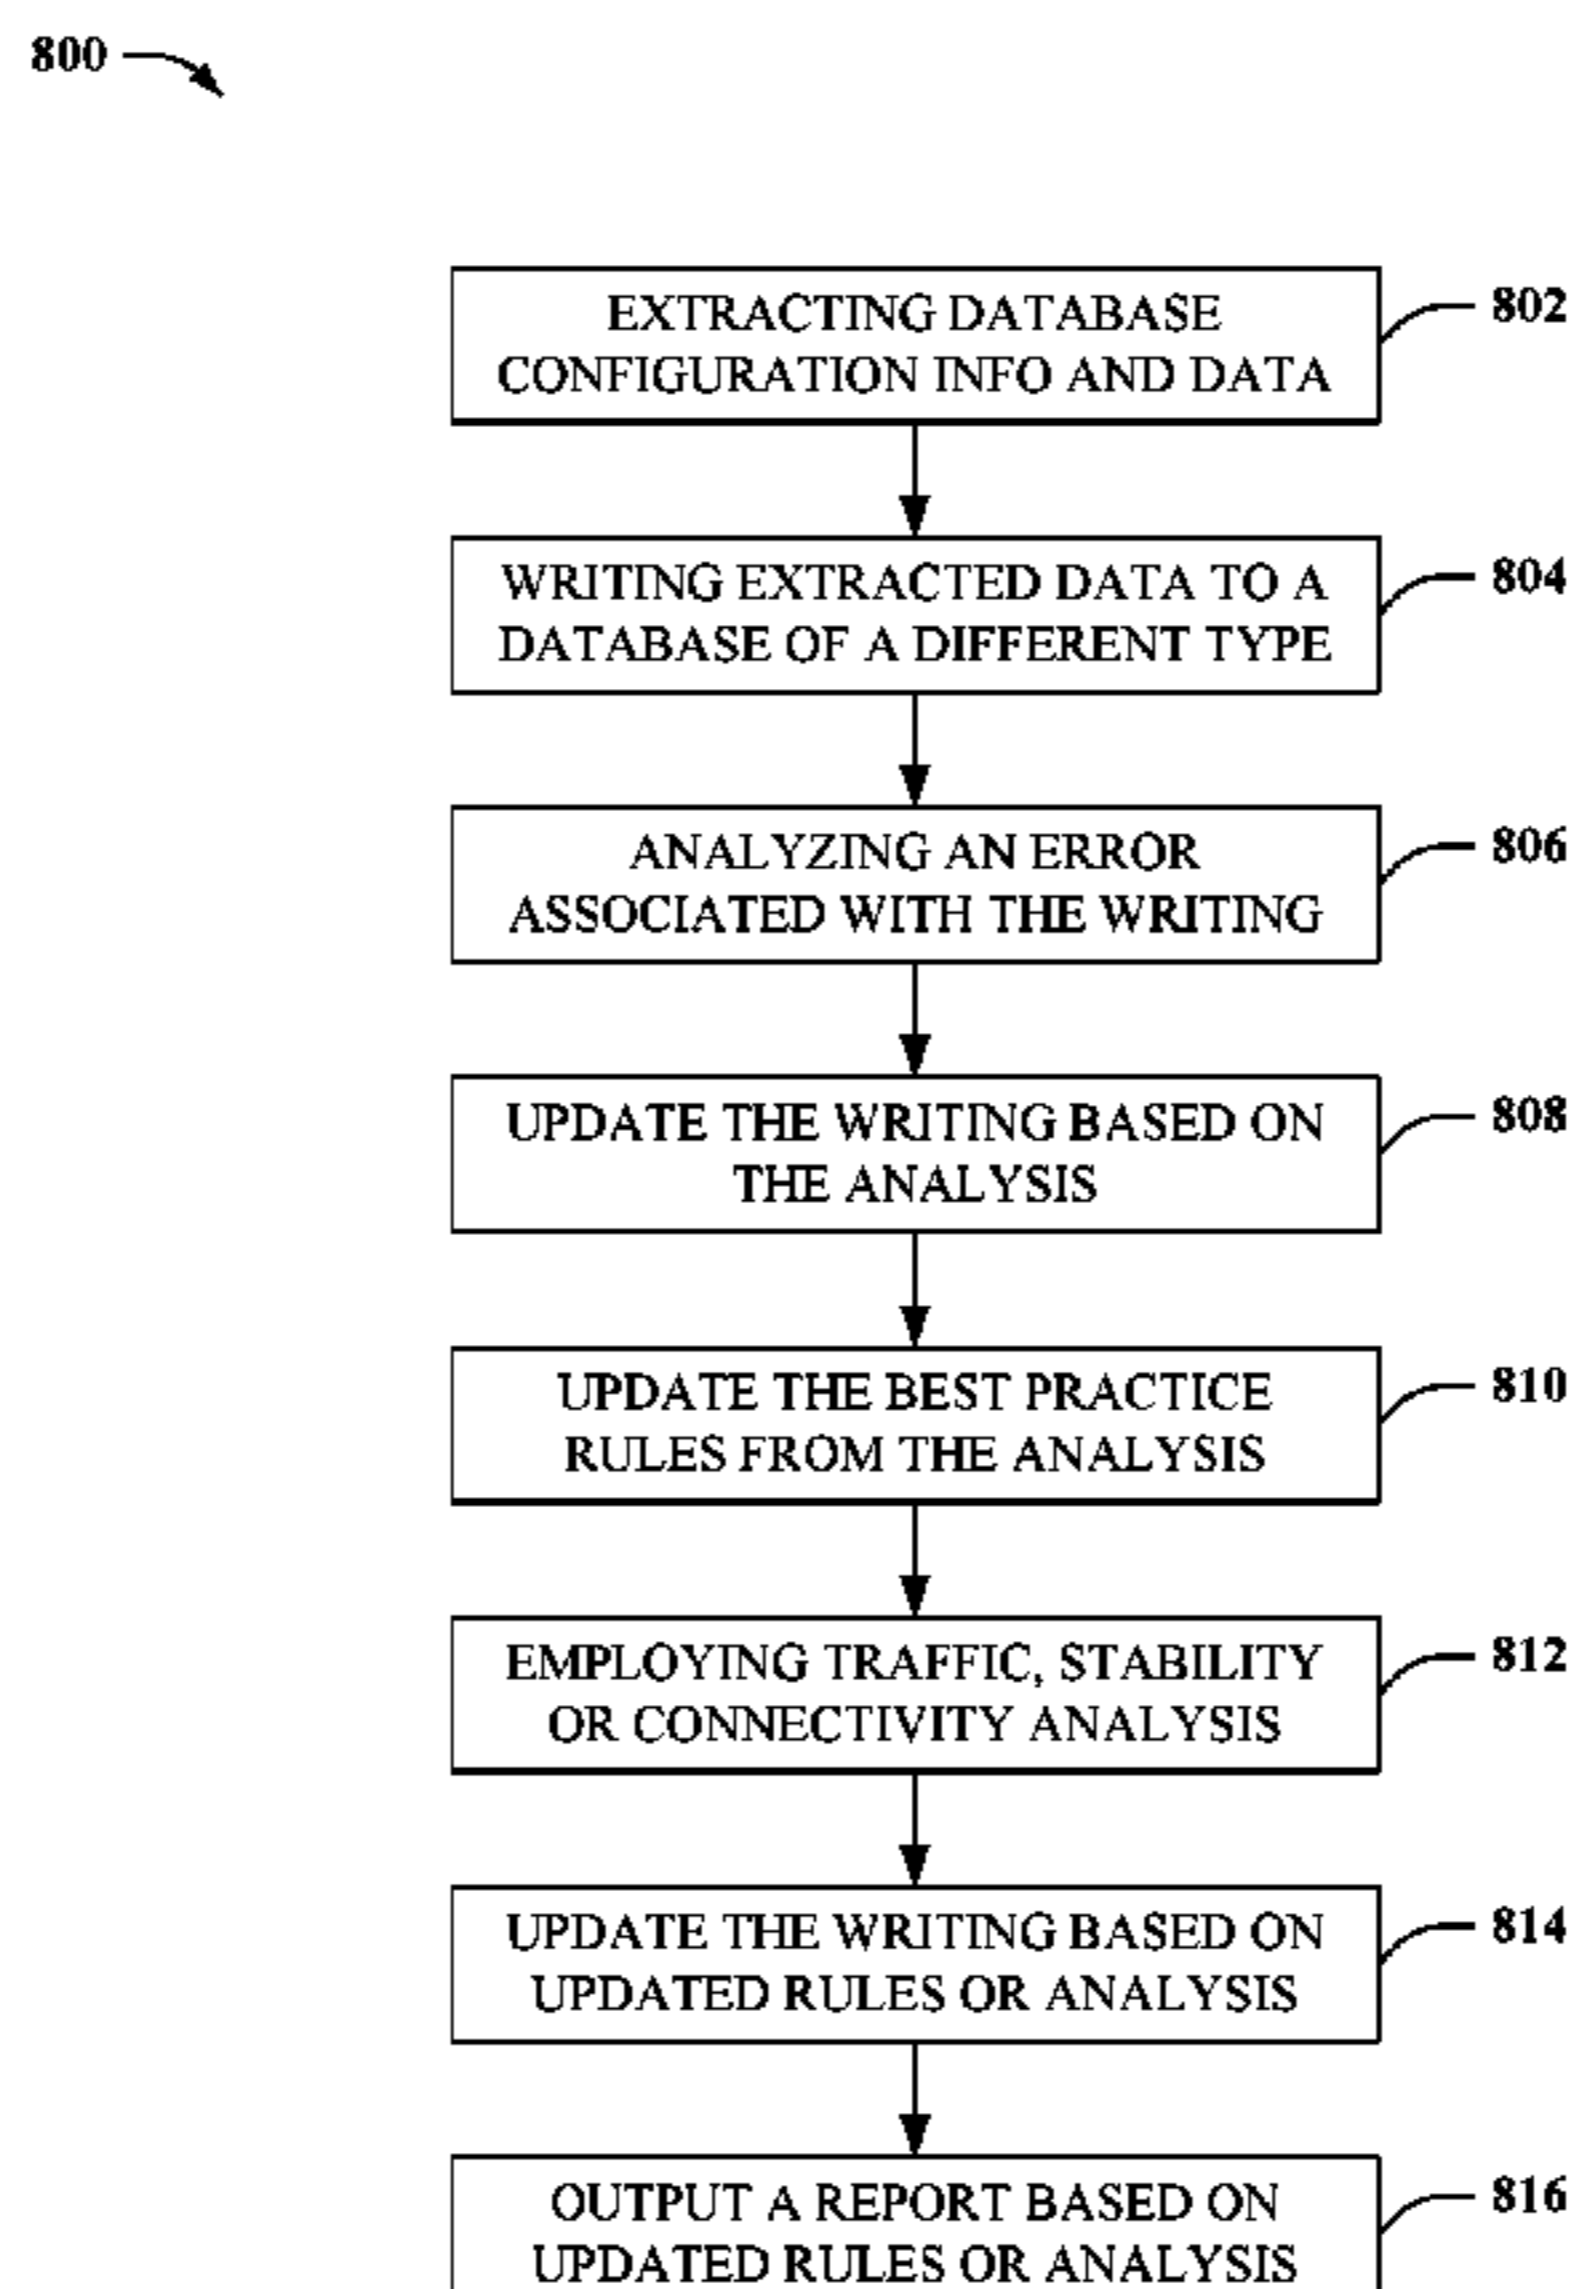 800
EXTRACTING DATABASE
CONFIGURATION INFO AND DATA
802
WRITING EXTRACTED DATA TO A
DATABASE OF A DIFFERENT TYPE
804
ANALYZING AN ERROR
ASSOCIATED WITH THE WRITING
806
UPDATE THE WRITING BASED ON
THE ANALYSIS
808
UPDATE THE BEST PRACTICE
RULES FROM THE ANALYSIS
810
EMPLOYING TRAFFIC, STABILITY
OR CONNECTIVITY ANALYSIS
812
UPDATE THE WRITING BASED ON
UPDATED RULES OR ANALYSIS
814
OUTPUT A REPORT BASED ON
UPDATED RULES OR ANALYSIS
816